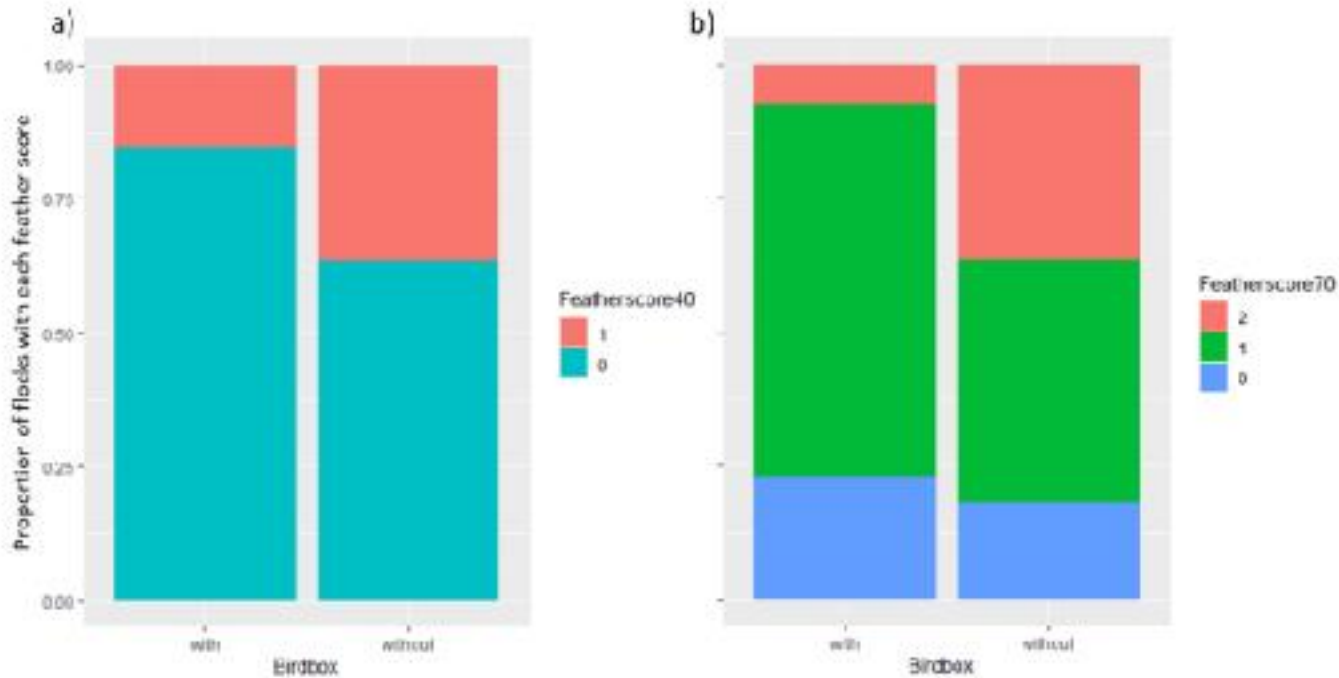 a)
b)
Proportion of flocks with each feather score
1.00
0.75
0.50
0.25
0.00
with
without
Birdbox
Featherscore40
1
0
with
without
Birdbox
Featherscore70
2
1
0